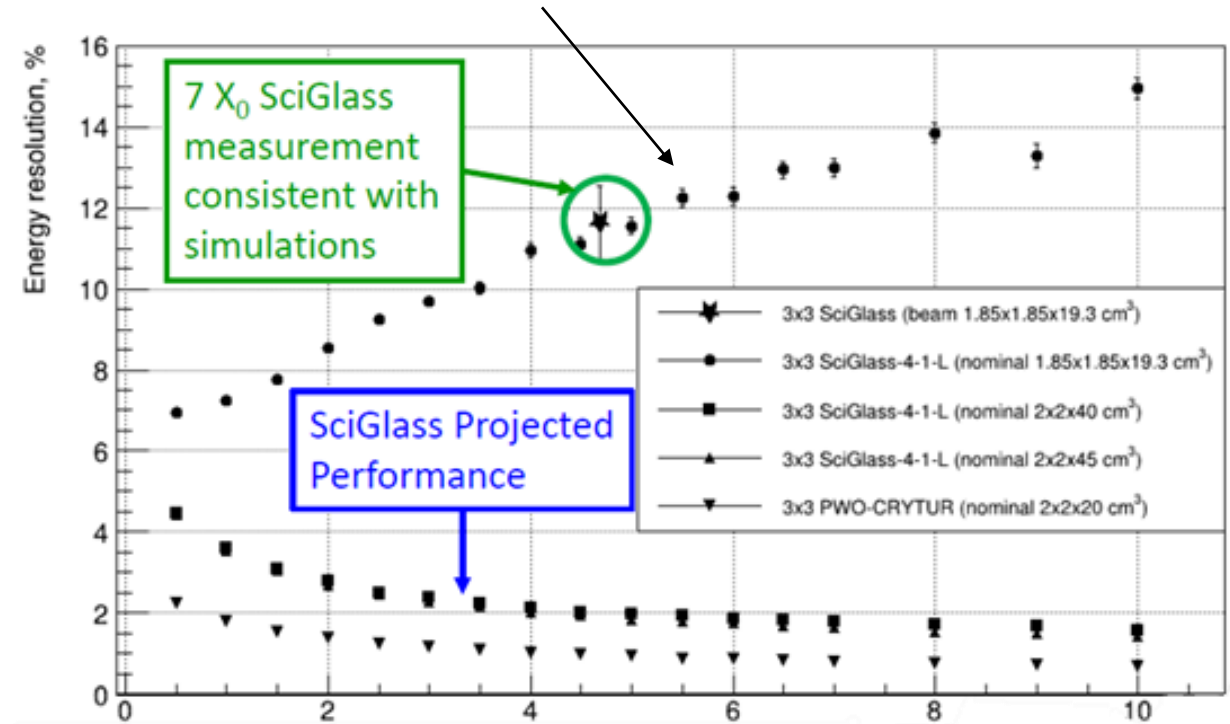 Energy resolution, %
16
14
12
10
8
6
4
2
0
7 X₀ SciGlass
measurement
consistent with
simulations
SciGlass Projected
Performance
3x3 SciGlass (beam 1.85x1.85x19.3 cm³)
3x3 SciGlass-4-1-L (nominal 1.85x1.85x19.3 cm³)
3x3 SciGlass-4-1-L (nominal 2x2x40 cm³)
3x3 SciGlass-4-1-L (nominal 2x2x45 cm³)
3x3 PWO-CRYTUR (nominal 2x2x20 cm³)
0 2 4 6 8 10